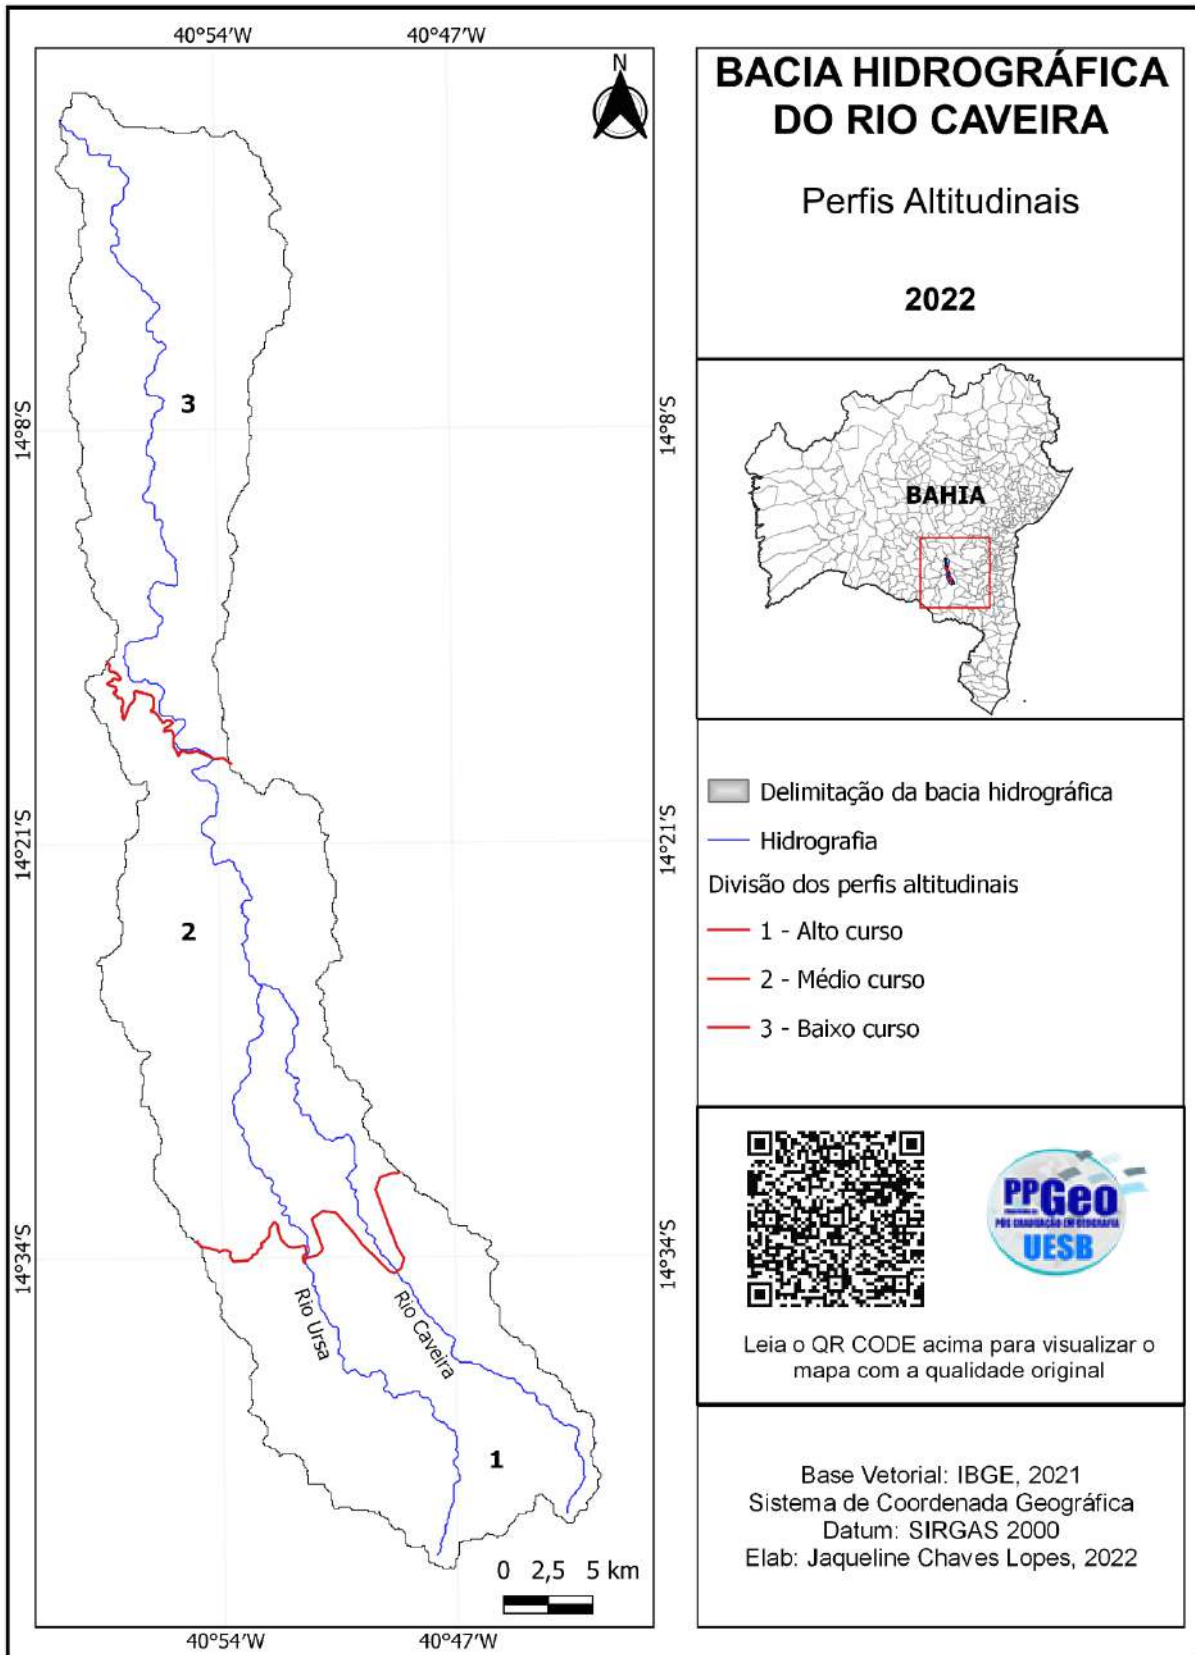 40°54'W 40°47'W
N
14°8'S 14°8'S
3
14°21'S 14°21'S
2
14°34'S 14°34'S
Rio Ursa
Rio Caveira
1
0 2,5 5 km
40°54'W 40°47'W
BACIA HIDROGRÁFICA
DO RIO CAVEIRA
Perfis Altitudinais
2022
BAHIA
Delimitação da bacia hidrográfica
Hidrografia
Divisão dos perfis altitudinais
1 - Alto curso
2 - Médio curso
3 - Baixo curso
PPGeo
PÓS GRADUAÇÃO EM GEOGRAFIA
UESB
Leia o QR CODE acima para visualizar o
mapa com a qualidade original
Base Vetorial: IBGE, 2021
Sistema de Coordenada Geográfica
Datum: SIRGAS 2000
Elab: Jaqueline Chaves Lopes, 2022